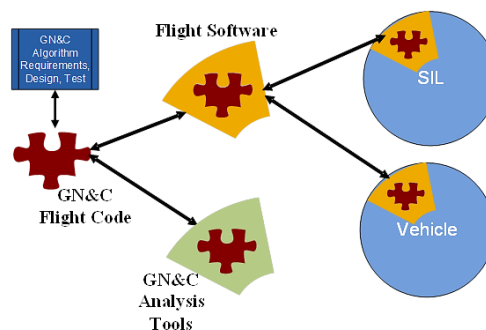 GN&C
Algorithm
Requirements,
Design, Test
Flight Software
SIL
GN&C
Flight Code
Vehicle
GN&C
Analysis
Tools